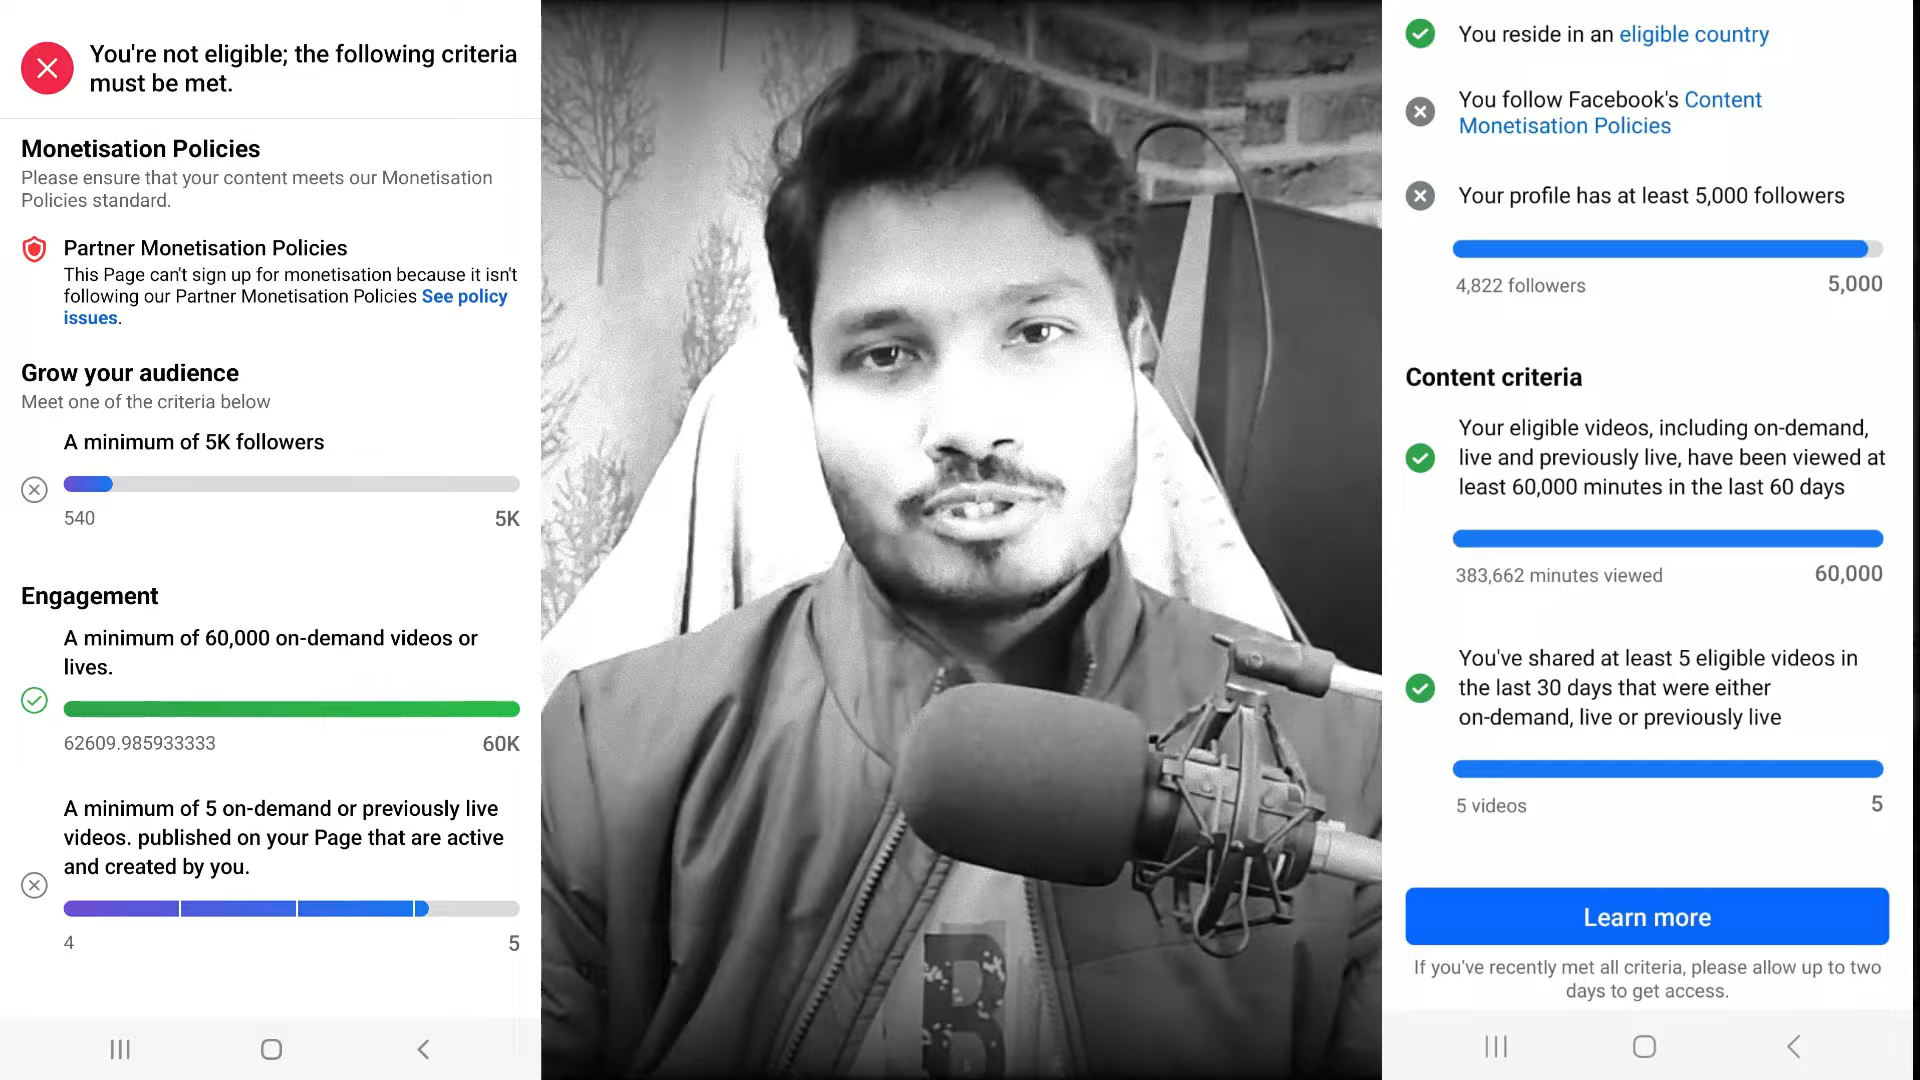 You're not eligible; the following criteria
must be met.
Monetisation Policies
Please ensure that your content meets our Monetisation
Policies standard.
Partner Monetisation Policies
This Page can't sign up for monetisation because it isn't
following our Partner Monetisation Policies See policy
issues.
Grow your audience
Meet one of the criteria below
A minimum of 5K followers
540
5K
Engagement
A minimum of 60,000 on-demand videos or
lives.
62609.985933333
60K
A minimum of 5 on-demand or previously live
videos. published on your Page that are active
and created by you.
4
5
B
You reside in an eligible country
You follow Facebook's Content
Monetisation Policies
Your profile has at least 5,000 followers
4,822 followers
5,000
Content criteria
Your eligible videos, including on-demand,
live and previously live, have been viewed at
least 60,000 minutes in the last 60 days
383,662 minutes viewed
60,000
You've shared at least 5 eligible videos in
the last 30 days that were either
on-demand, live or previously live
5 videos
5
Learn more
If you've recently met all criteria, please allow up to two
days to get access.